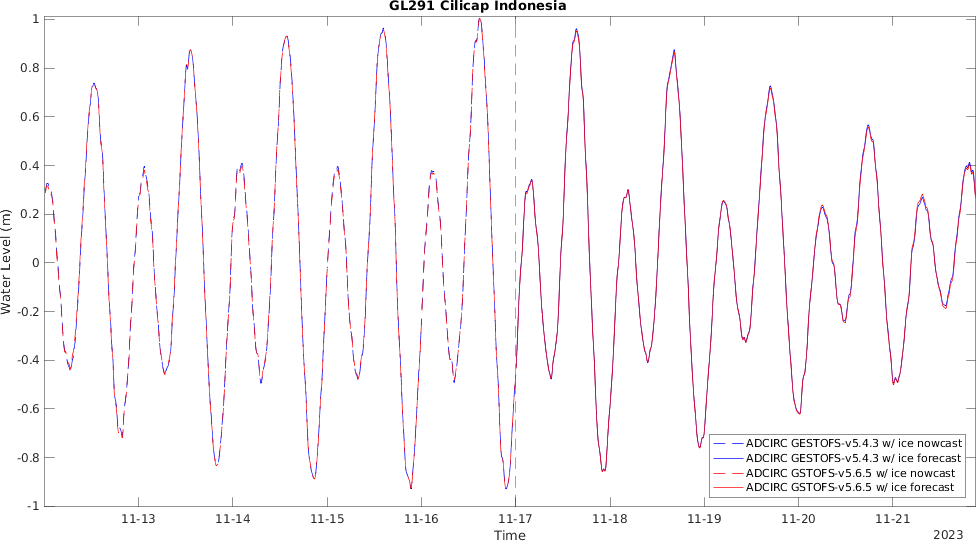 GL291 Cilicap Indonesia
Water Level (m)
1
0.8
0.6
0.4
0.2
0
-0.2
-0.4
-0.6
-0.8
-1
ADCIRC GESTOFS-v5.4.3 w/ ice nowcast
ADCIRC GESTOFS-v5.4.3 w/ ice forecast
ADCIRC GSTOFS-v5.6.5 w/ ice nowcast
ADCIRC GSTOFS-v5.6.5 w/ ice forecast
11-13 11-14 11-15 11-16 11-17 11-18 11-19 11-20 11-21
Time
2023